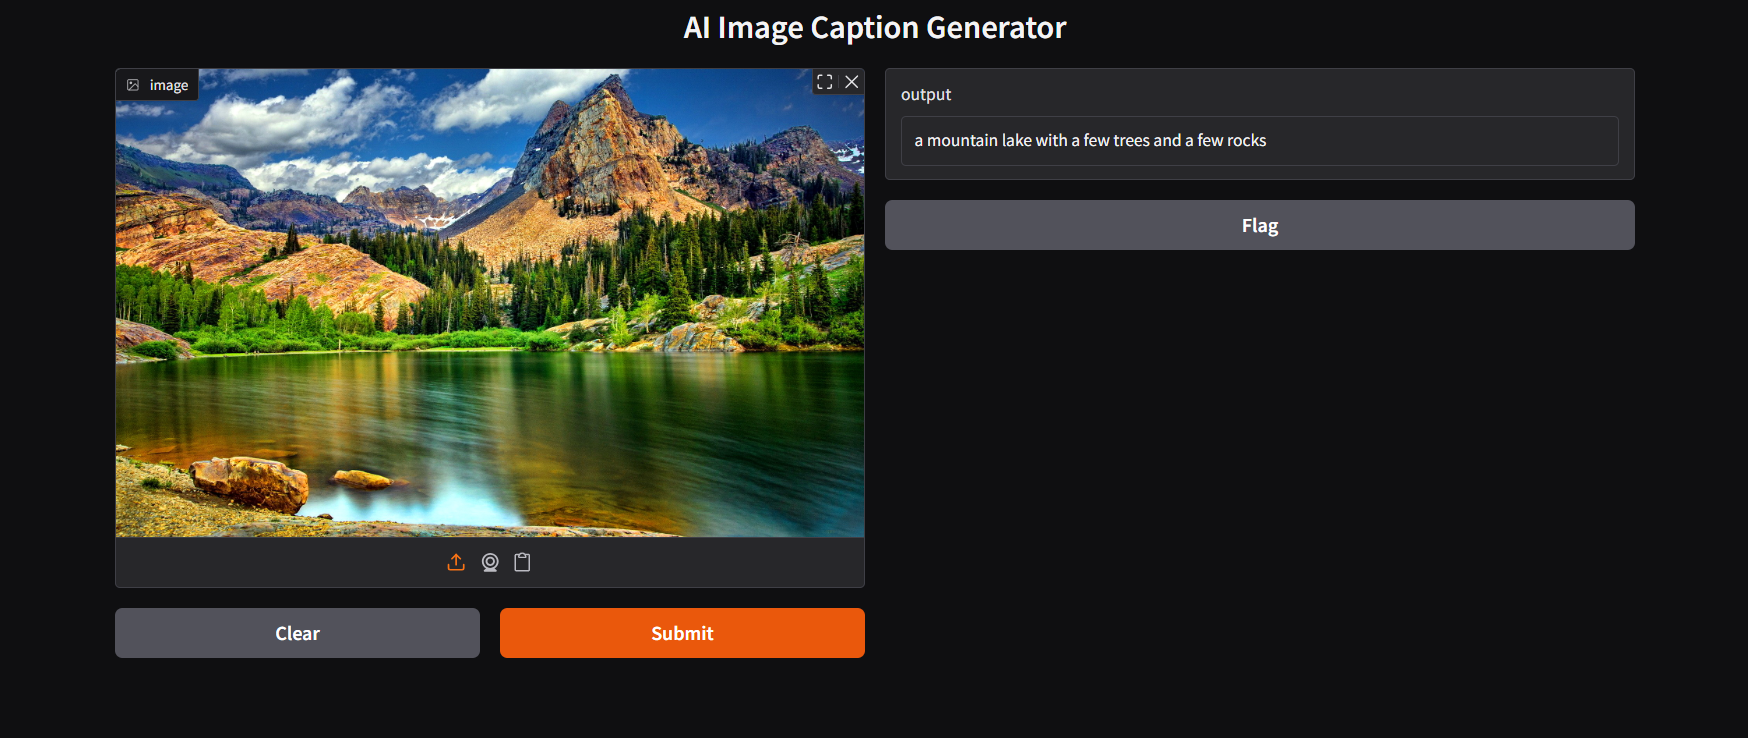 AI Image Caption Generator
image
output
a mountain lake with a few trees and a few rocks
Flag
Clear
Submit